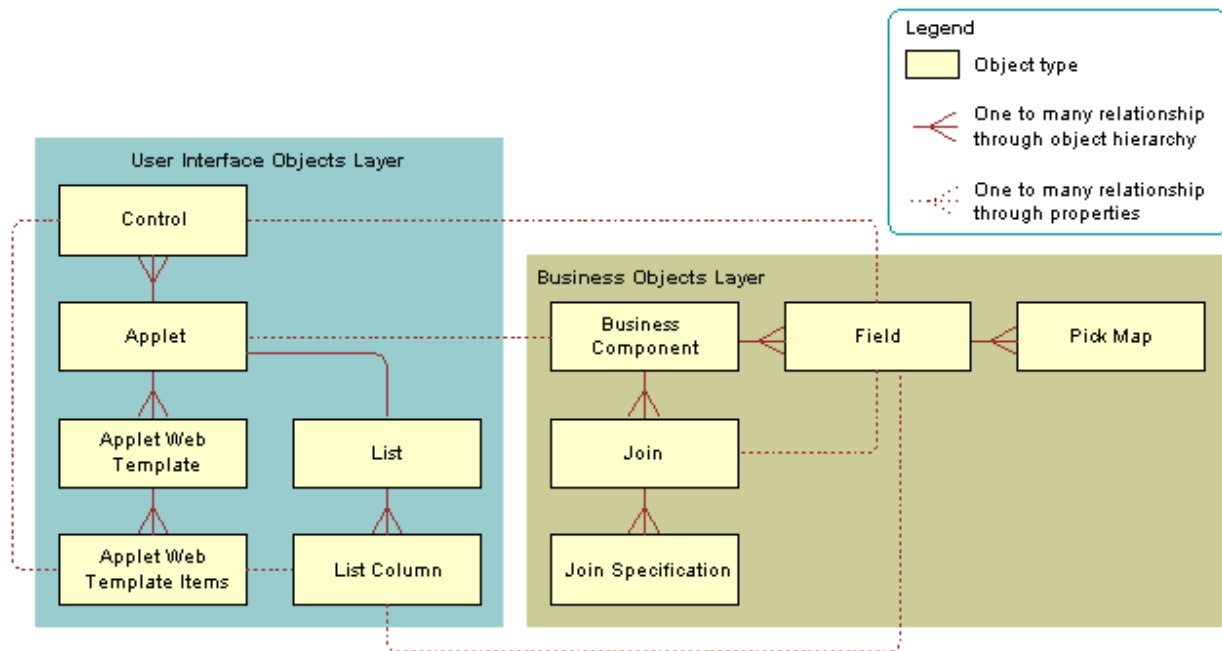 Legend
Object type
One to many relationship
through object hierarchy
One to many relationship
through properties
User Interface Objects Layer
Control
Applet
Applet Web
Template
List
Applet Web
Template Items
List Column
Business Objects Layer
Business
Component
Field
Pick Map
Join
Join Specification